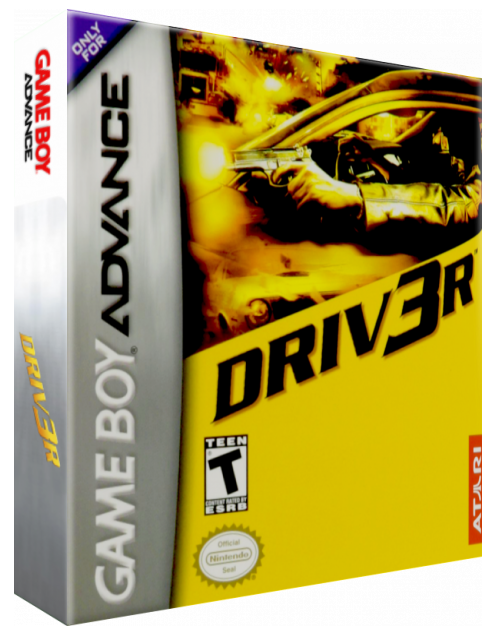 GAME BOY
ADVANCE
DRIV3R
ONLY
FOR
GAME BOY ADVANCE
DRIV3R
TEEN
T
CONTENT RATED BY
ESRB
Official
Nintendo
Seal
ATARI